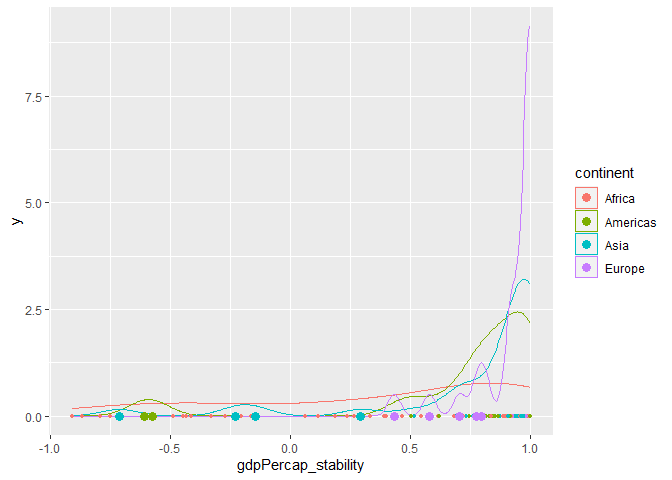 7.5
5.0
2.5
0.0
y
-1.0
-0.5
0.0
0.5
1.0
gdpPercap_stability
continent
Africa
Americas
Asia
Europe